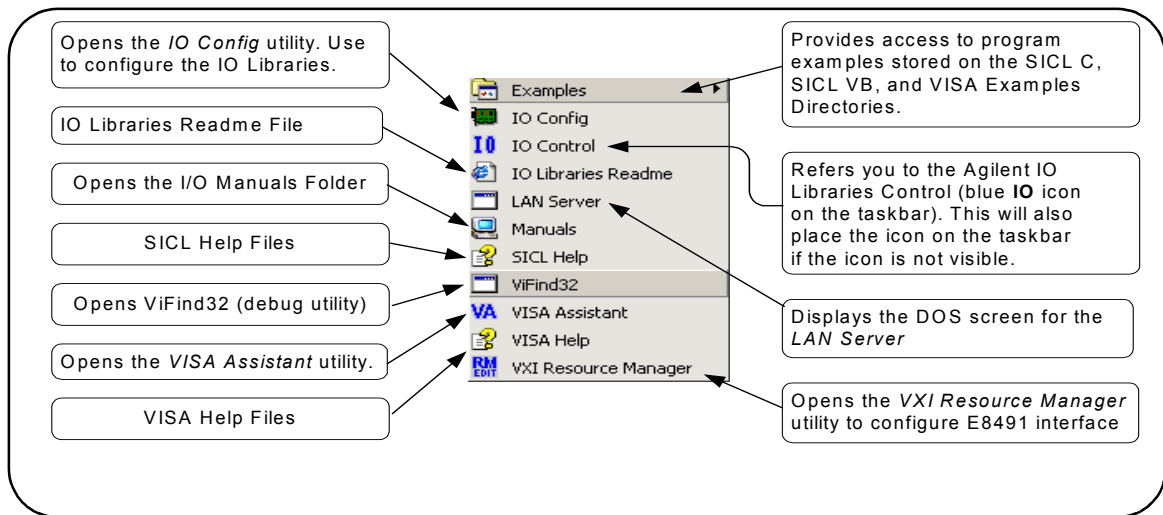 Opens the IO Config utility. Use
to configure the IO Libraries.
IO Libraries Readme File
Opens the I/O Manuals Folder
SICL Help Files
Opens ViFind32 (debug utility)
Opens the VISA Assistant utility.
VISA Help Files
Examples
IO Config
IO IO Control
IO Libraries Readme
LAN Server
Manuals
SICL Help
ViFind32
VA VISA Assistant
VISA Help
RM EDIT VXI Resource Manager
Provides access to program
examples stored on the SICL C,
SICL VB, and VISA Examples
Directories.
Refers you to the Agilent IO
Libraries Control (blue IO icon
on the taskbar). This will also
place the icon on the taskbar
if the icon is not visible.
Displays the DOS screen for the
LAN Server
Opens the VXI Resource Manager
utility to configure E8491 interface